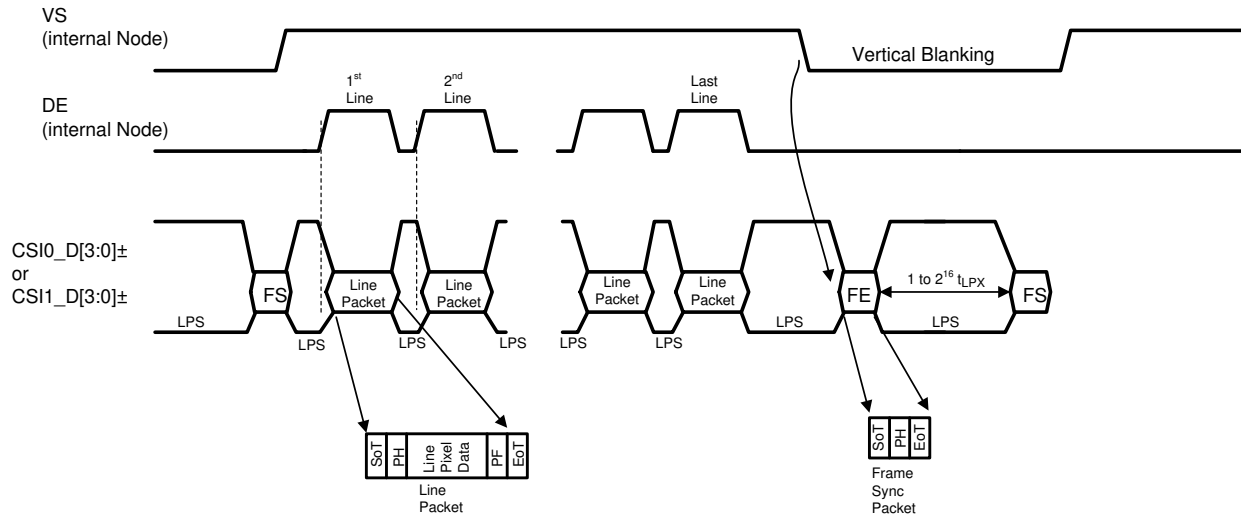 VS
(internal Node)
Vertical Blanking
1st
Line
2nd
Line
Last
Line
DE
(internal Node)
CSI0_D[3:0]±
or
CSI1_D[3:0]±
FS
Line
Packet
Line
Packet
Line
Packet
Line
Packet
FE
1 to 2^16 tLPX
FS
LPS
LPS
LPS
LPS
LPS
LPS
LPS
LPS
SoT
PH
Line
Pixel
Data
PF
EoT
Line
Packet
SoT
PH
EoT
Frame
Sync
Packet